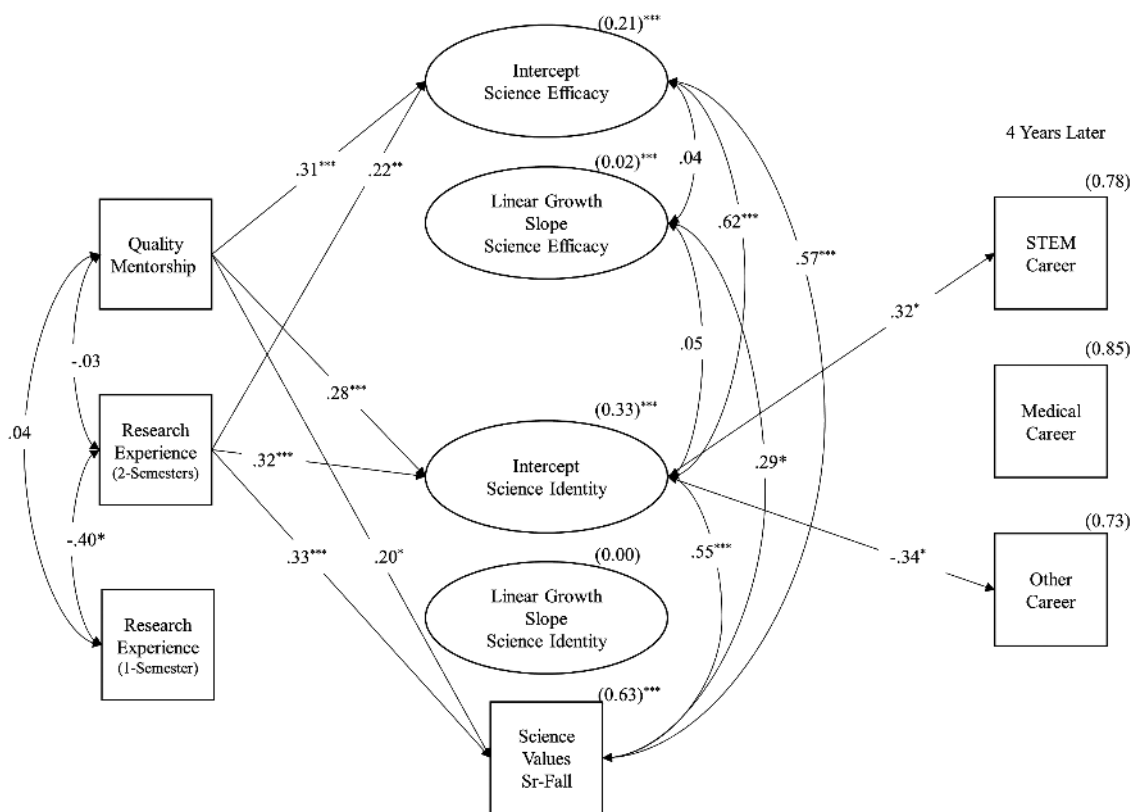 (0.21)***
Intercept
Science Efficacy
4 Years Later
.31***
.22**
(0.02)***
.04
Linear Growth
Slope
Science Efficacy
.62***
.57***
(0.78)
STEM
Career
Quality
Mentorship
.32*
-.03
.05
.28***
(0.85)
Medical
Career
.04
Research
Experience
(2-Semesters)
.32***
(0.33)***
Intercept
Science Identity
.29*
-.40*
.33***
.20*
(0.00)
.55***
-.34*
(0.73)
Other
Career
Linear Growth
Slope
Science Identity
Research
Experience
(1-Semester)
(0.63)***
Science
Values
Sr-Fall